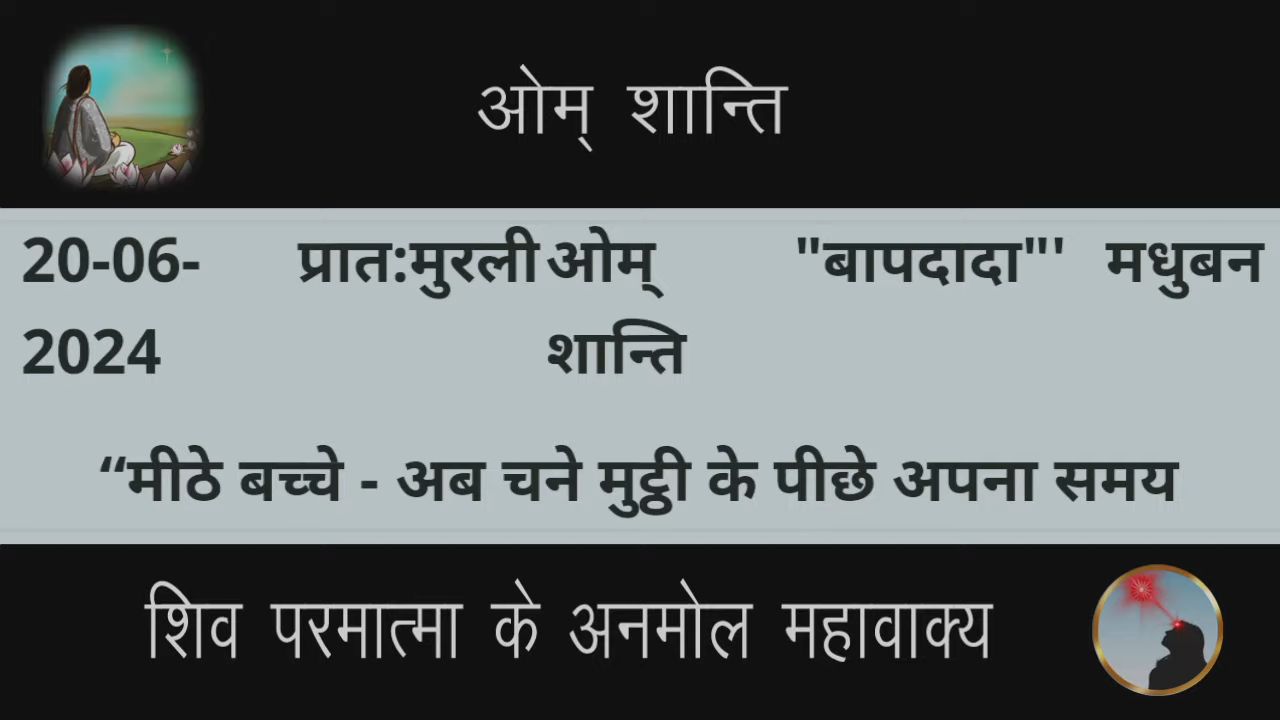 ओम् शान्ति
20-06- प्रात:मुरली ओम् "बापदादा"' मधुबन
2024 शान्ति
“मीठे बच्चे - अब चने मुट्ठी के पीछे अपना समय
शिव परमात्मा के अनमोल महावाक्य